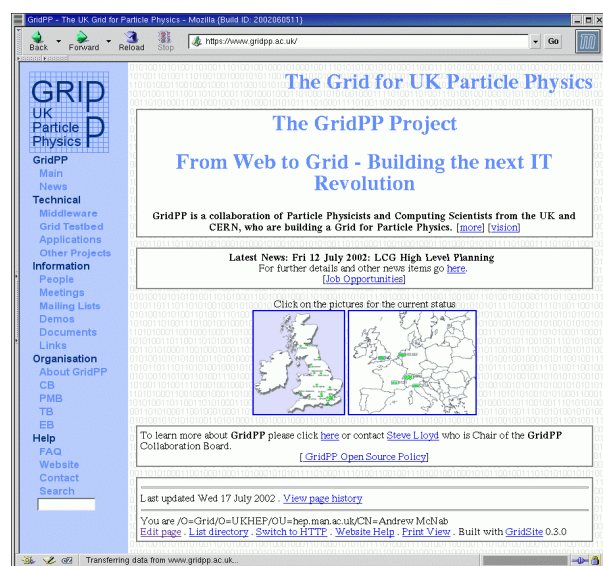 GridPP - The UK Grid for Particle Physics - Mozilla {Build ID: 2002060511}
Back Forward Reload Stop https://www.gridpp.ac.uk/ Go
GRIDPP
UK
Particle
Physics
GridPP
Main
News
Technical
Middleware
Grid Testbed
Applications
Other Projects
Information
People
Meetings
Mailing Lists
Demos
Documents
Links
Organisation
About GridPP
CB
PMB
TB
EB
Help
FAQ
Website
Contact
Search
The Grid for UK Particle Physics
The GridPP Project
From Web to Grid - Building the next IT
Revolution
GridPP is a collaboration of Particle Physicists and Computing Scientists from the UK and
CERN, who are building a Grid for Particle Physics. [more] [vision]
Latest News: Fri 12 July 2002: LCG High Level Planning
For further details and other news items go here.
[Job Opportunities]
Click on the pictures for the current status
To learn more about GridPP please click here or contact Steve Lloyd who is Chair of the GridPP
Collaboration Board.
[ GridPP Open Source Policy]
Last updated Wed 17 July 2002 . View page history
You are /O=Grid/O=UKHEP/OU=hep.man.ac.uk/CN=Andrew McNab
Edit page . List directory . Switch to HTTP . Website Help . Print View . Built with GridSite 0.3.0
Transferring data from www.gridpp.ac.uk...